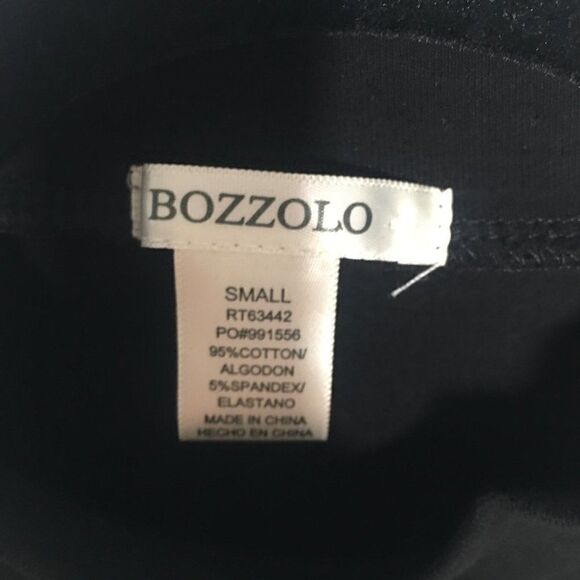 BOZZOLO
SMALL
RT63442
PO#991556
95%COTTON/
ALGODON
5%SPANDEX/
ELASTANO
MADE IN CHINA
HECHO EN CHINA